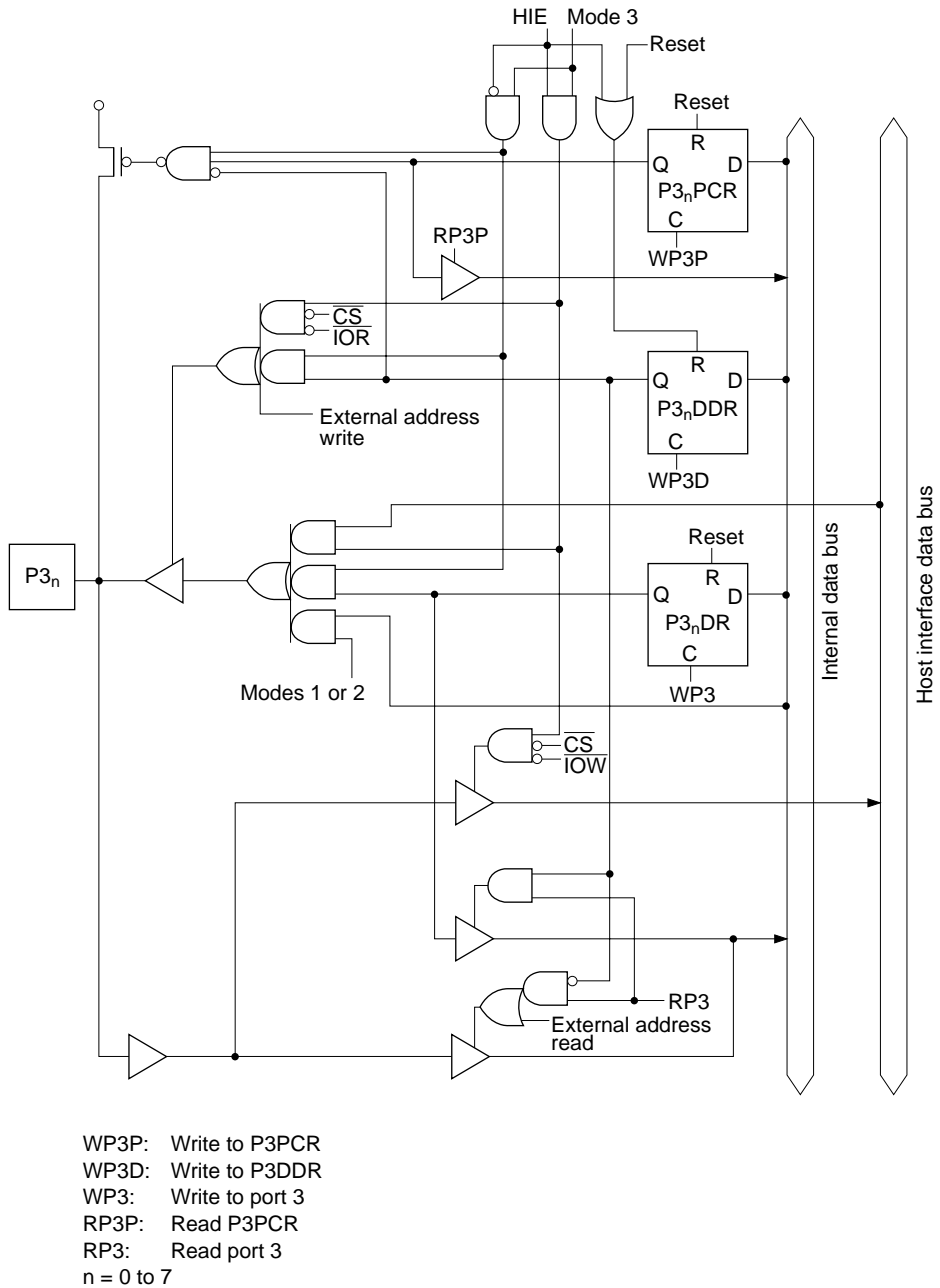 HIE Mode 3
Reset
Reset
R
Q D
P3nPCR
C
WP3P
RP3P
CS
IOR
R
Q D
P3nDDR
C
WP3D
External address
write
Reset
R
Q D
P3nDR
C
WP3
P3n
Modes 1 or 2
CS
IOW
RP3
External address
read
Internal data bus
Host interface data bus
WP3P: Write to P3PCR
WP3D: Write to P3DDR
WP3: Write to port 3
RP3P: Read P3PCR
RP3: Read port 3
n = 0 to 7